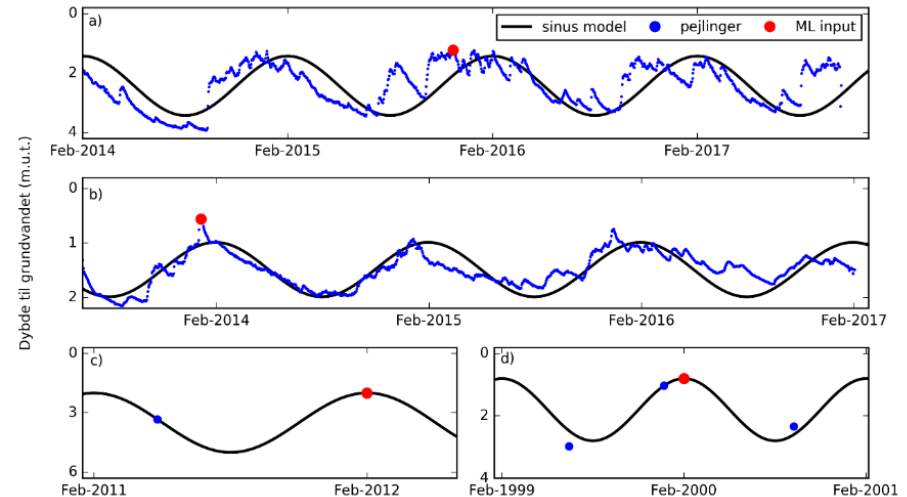 a)
sinus model
pejlinger
ML input
0
2
4
Feb-2014
Feb-2015
Feb-2016
Feb-2017
Dybde til grundvandet (m.u.t.)
b)
0
1
2
Feb-2014
Feb-2015
Feb-2016
Feb-2017
c)
0
3
6
Feb-2011
Feb-2012
d)
0
2
4
Feb-1999
Feb-2000
Feb-2001